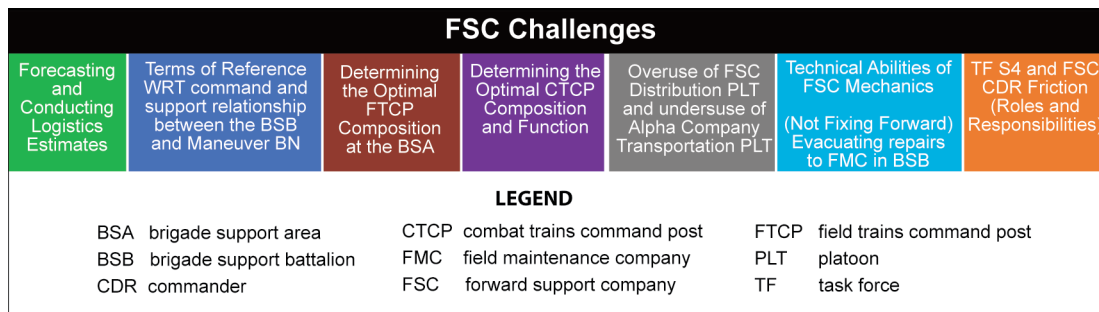 FSC Challenges
Forecasting
and
Conducting
Logistics
Estimates
Terms of Reference
WRT command and
support relationship
between the BSB
and Maneuver BN
Determining
the Optimal
FTCP
Composition
at the BSA
Determining the
Optimal CTCP
Composition
and Function
Overuse of FSC
Distribution PLT
and undersuse of
Alpha Company
Transportation PLT
Technical Abilities of
FSC Mechanics
(Not Fixing Forward)
Evacuating repairs
to FMC in BSB
TF S4 and FSC
CDR Friction
(Roles and
Responsibilities)
LEGEND
BSA brigade support area
BSB brigade support battalion
CDR commander
CTCP combat trains command post
FMC field maintenance company
FSC forward support company
FTCP field trains command post
PLT platoon
TF task force